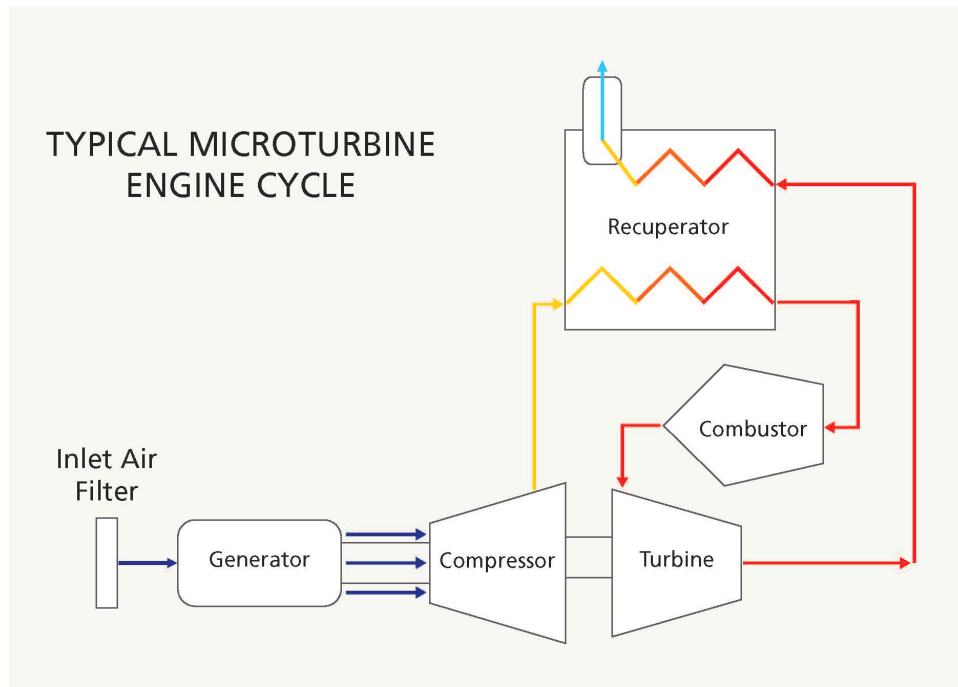 TYPICAL MICROTURBINE
ENGINE CYCLE
Recuperator
Combustor
Inlet Air
Filter
Generator
Compressor
Turbine